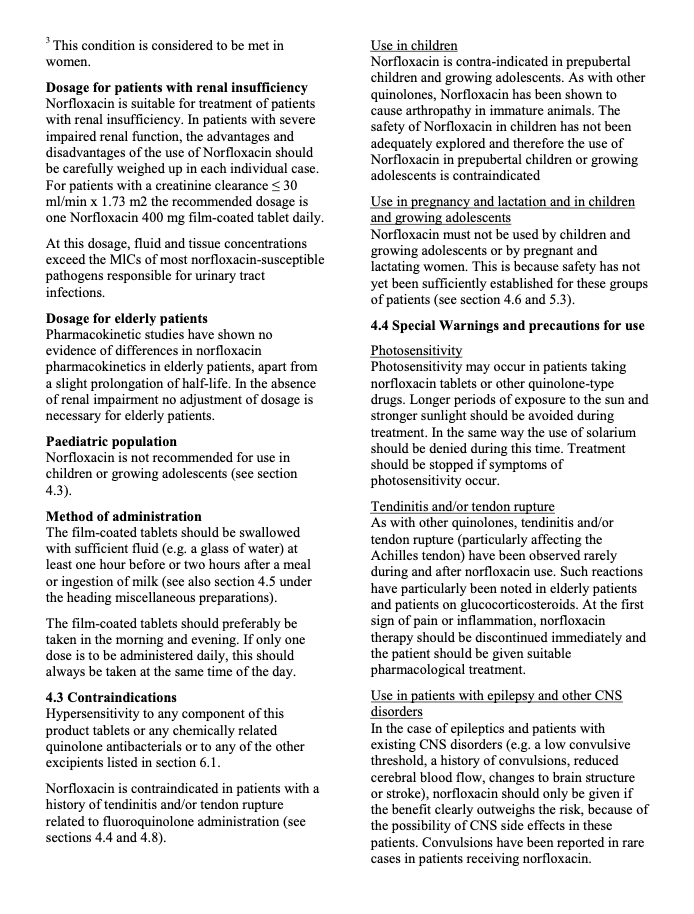 ³ This condition is considered to be met in
women.
Dosage for patients with renal insufficiency
Norfloxacin is suitable for treatment of patients
with renal insufficiency. In patients with severe
impaired renal function, the advantages and
disadvantages of the use of Norfloxacin should
be carefully weighed up in each individual case.
For patients with a creatinine clearance ≤ 30
ml/min x 1.73 m2 the recommended dosage is
one Norfloxacin 400 mg film-coated tablet daily.
At this dosage, fluid and tissue concentrations
exceed the MlCs of most norfloxacin-susceptible
pathogens responsible for urinary tract
infections.
Dosage for elderly patients
Pharmacokinetic studies have shown no
evidence of differences in norfloxacin
pharmacokinetics in elderly patients, apart from
a slight prolongation of half-life. In the absence
of renal impairment no adjustment of dosage is
necessary for elderly patients.
Paediatric population
Norfloxacin is not recommended for use in
children or growing adolescents (see section
4.3).
Method of administration
The film-coated tablets should be swallowed
with sufficient fluid (e.g. a glass of water) at
least one hour before or two hours after a meal
or ingestion of milk (see also section 4.5 under
the heading miscellaneous preparations).
The film-coated tablets should preferably be
taken in the morning and evening. If only one
dose is to be administered daily, this should
always be taken at the same time of the day.
4.3 Contraindications
Hypersensitivity to any component of this
product tablets or any chemically related
quinolone antibacterials or to any of the other
excipients listed in section 6.1.
Norfloxacin is contraindicated in patients with a
history of tendinitis and/or tendon rupture
related to fluoroquinolone administration (see
sections 4.4 and 4.8).
Use in children
Norfloxacin is contra-indicated in prepubertal
children and growing adolescents. As with other
quinolones, Norfloxacin has been shown to
cause arthropathy in immature animals. The
safety of Norfloxacin in children has not been
adequately explored and therefore the use of
Norfloxacin in prepubertal children or growing
adolescents is contraindicated
Use in pregnancy and lactation and in children
and growing adolescents
Norfloxacin must not be used by children and
growing adolescents or by pregnant and
lactating women. This is because safety has not
yet been sufficiently established for these groups
of patients (see section 4.6 and 5.3).
4.4 Special Warnings and precautions for use
Photosensitivity
Photosensitivity may occur in patients taking
norfloxacin tablets or other quinolone-type
drugs. Longer periods of exposure to the sun and
stronger sunlight should be avoided during
treatment. In the same way the use of solarium
should be denied during this time. Treatment
should be stopped if symptoms of
photosensitivity occur.
Tendinitis and/or tendon rupture
As with other quinolones, tendinitis and/or
tendon rupture (particularly affecting the
Achilles tendon) have been observed rarely
during and after norfloxacin use. Such reactions
have particularly been noted in elderly patients
and patients on glucocorticosteroids. At the first
sign of pain or inflammation, norfloxacin
therapy should be discontinued immediately and
the patient should be given suitable
pharmacological treatment.
Use in patients with epilepsy and other CNS
disorders
In the case of epileptics and patients with
existing CNS disorders (e.g. a low convulsive
threshold, a history of convulsions, reduced
cerebral blood flow, changes to brain structure
or stroke), norfloxacin should only be given if
the benefit clearly outweighs the risk, because of
the possibility of CNS side effects in these
patients. Convulsions have been reported in rare
cases in patients receiving norfloxacin.